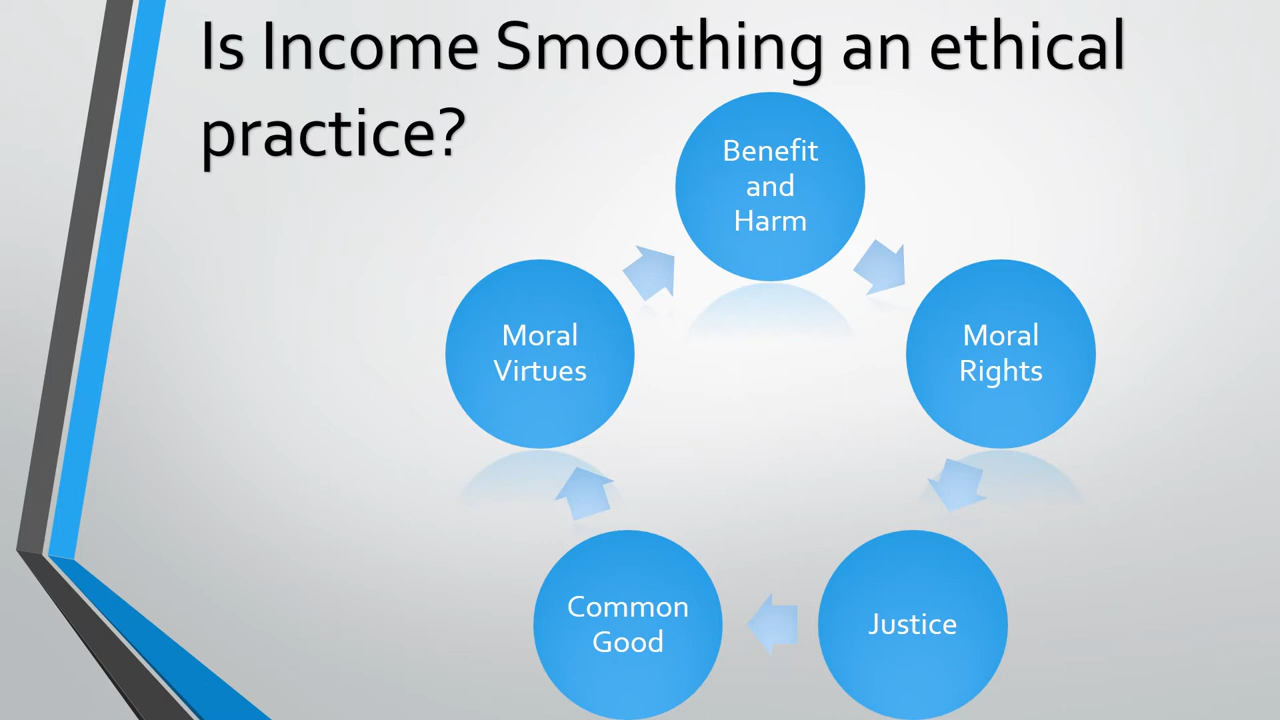 Is Income Smoothing an ethical
practice?
Benefit
and
Harm
Moral
Rights
Justice
Common
Good
Moral
Virtues